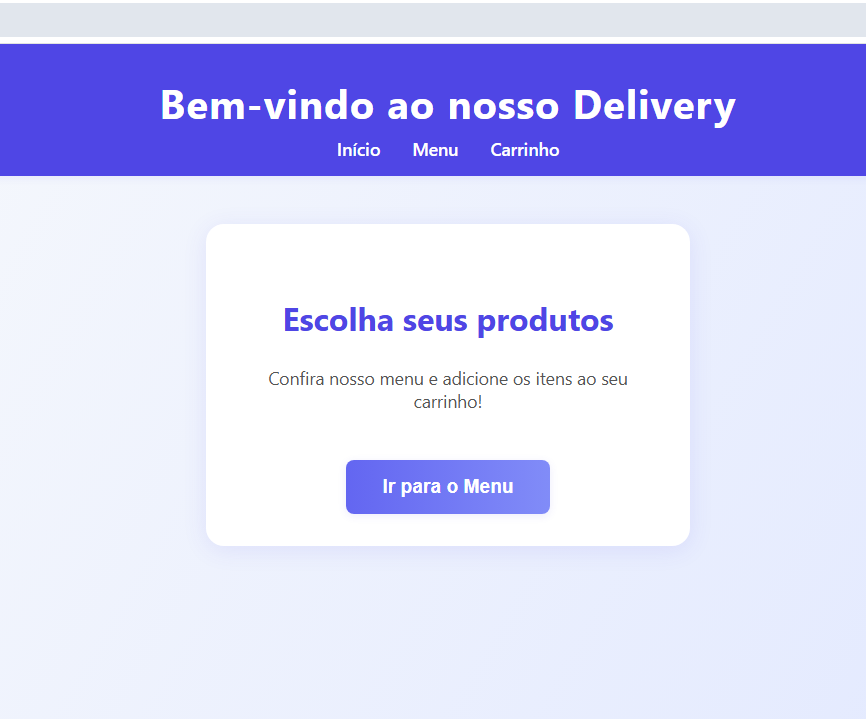 Bem-vindo ao nosso Delivery
Início Menu Carrinho
Escolha seus produtos
Confira nosso menu e adicione os itens ao seu
carrinho!
Ir para o Menu